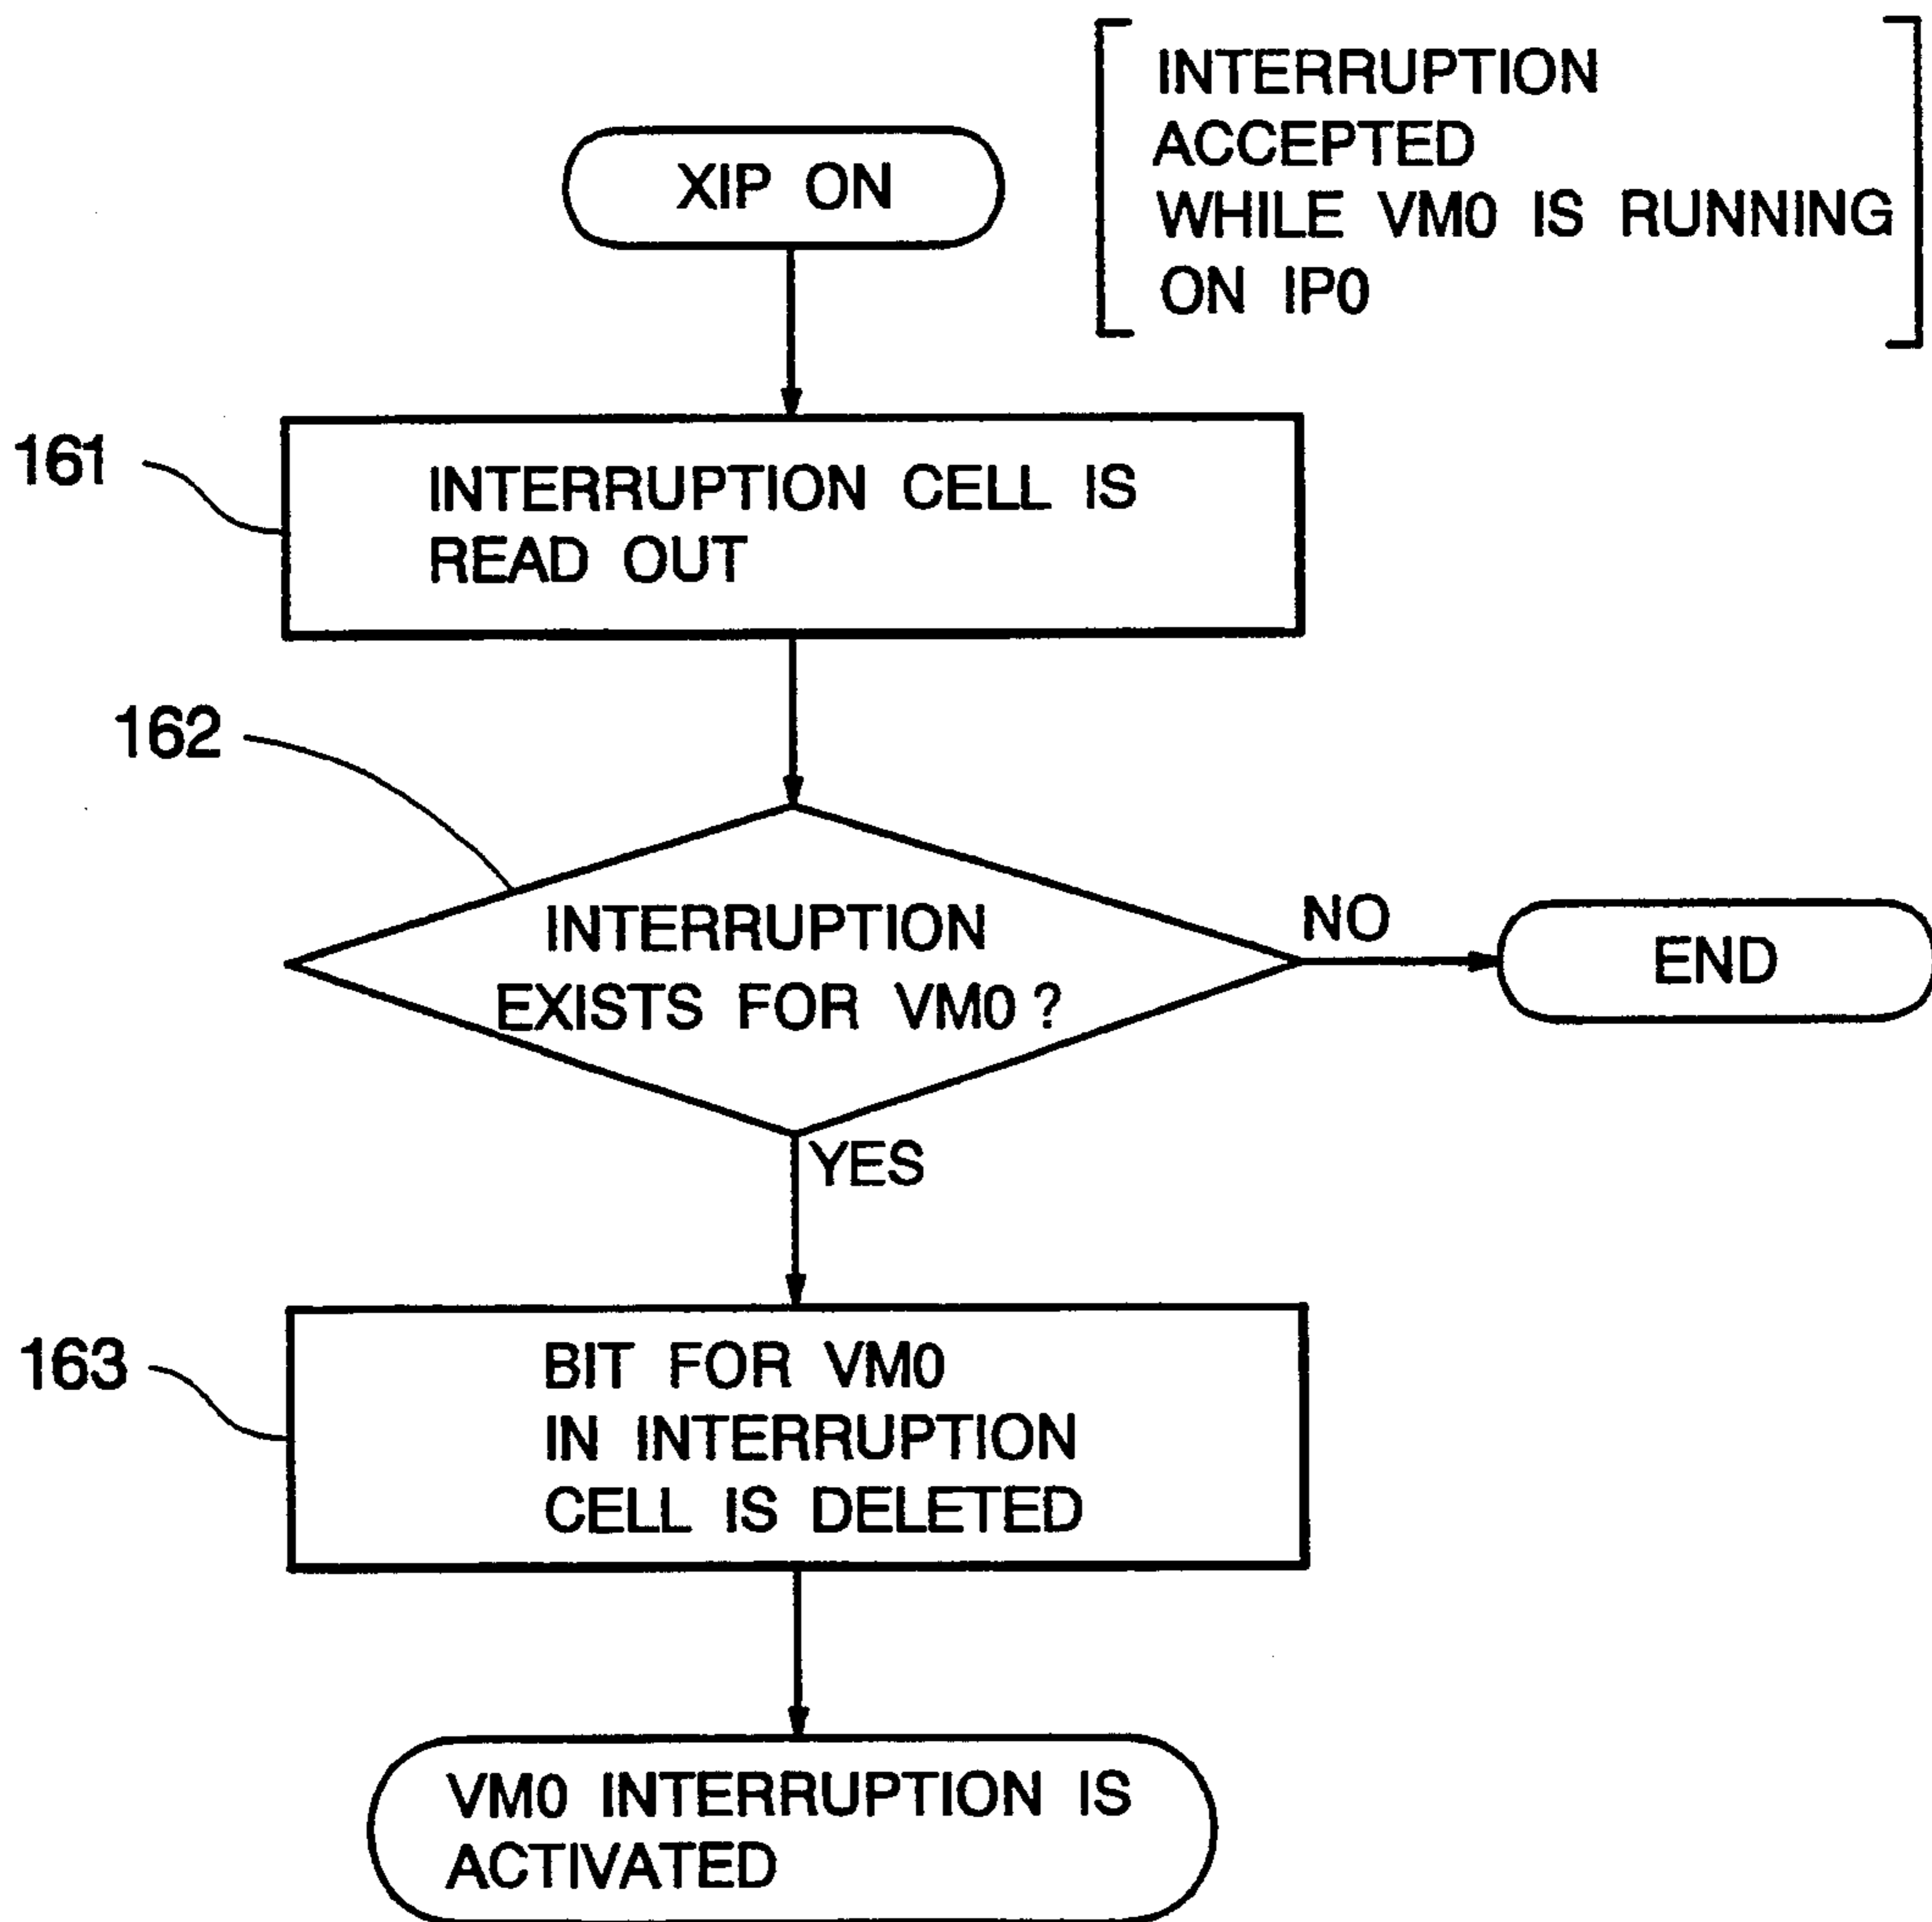 XIP ON
INTERRUPTION
ACCEPTED
WHILE VM0 IS RUNNING
ON IP0
161
INTERRUPTION CELL IS
READ OUT
162
INTERRUPTION
EXISTS FOR VM0 ?
NO
END
YES
163
BIT FOR VM0
IN INTERRUPTION
CELL IS DELETED
VM0 INTERRUPTION IS
ACTIVATED